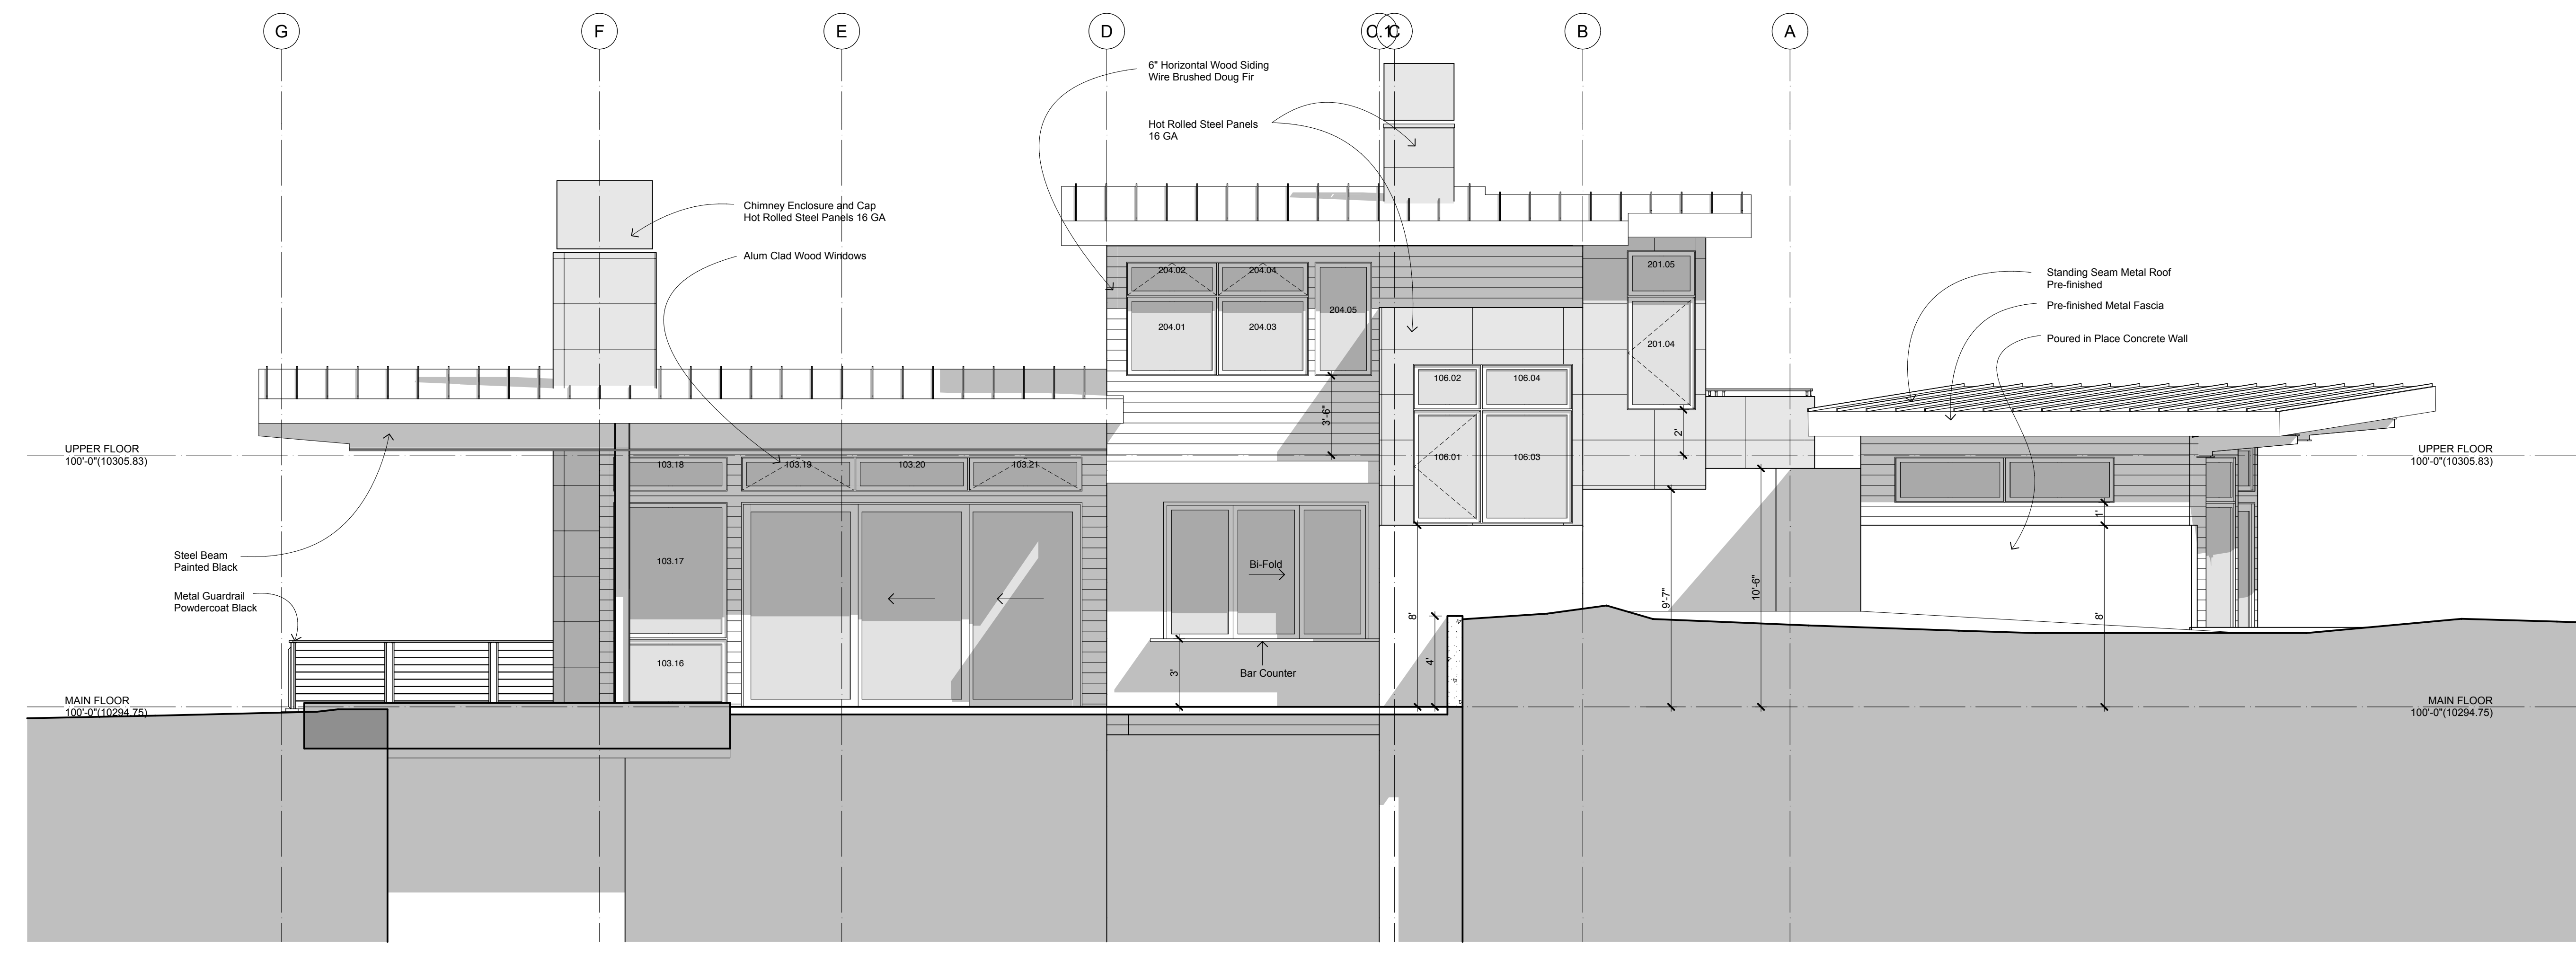 G
F
E
D
C.1
C
B
A
6" Horizontal Wood Siding
Wire Brushed Doug Fir
Hot Rolled Steel Panels
16 GA
Chimney Enclosure and Cap
Hot Rolled Steel Panels 16 GA
Alum Clad Wood Windows
Standing Seam Metal Roof
Pre-finished
Pre-finished Metal Fascia
Poured in Place Concrete Wall
204.02
204.04
204.05
204.01
204.03
201.05
201.04
106.02
106.04
106.01
106.03
3'-6"
2'
UPPER FLOOR
100'-0"(10305.83)
UPPER FLOOR
100'-0"(10305.83)
103.18
103.19
103.20
103.21
103.17
103.16
Steel Beam
Painted Black
Metal Guardrail
Powdercoat Black
Bi-Fold
Bar Counter
3'
8'
4'
9'-7"
10'-6"
1'
8'
MAIN FLOOR
100'-0"(10294.75)
MAIN FLOOR
100'-0"(10294.75)